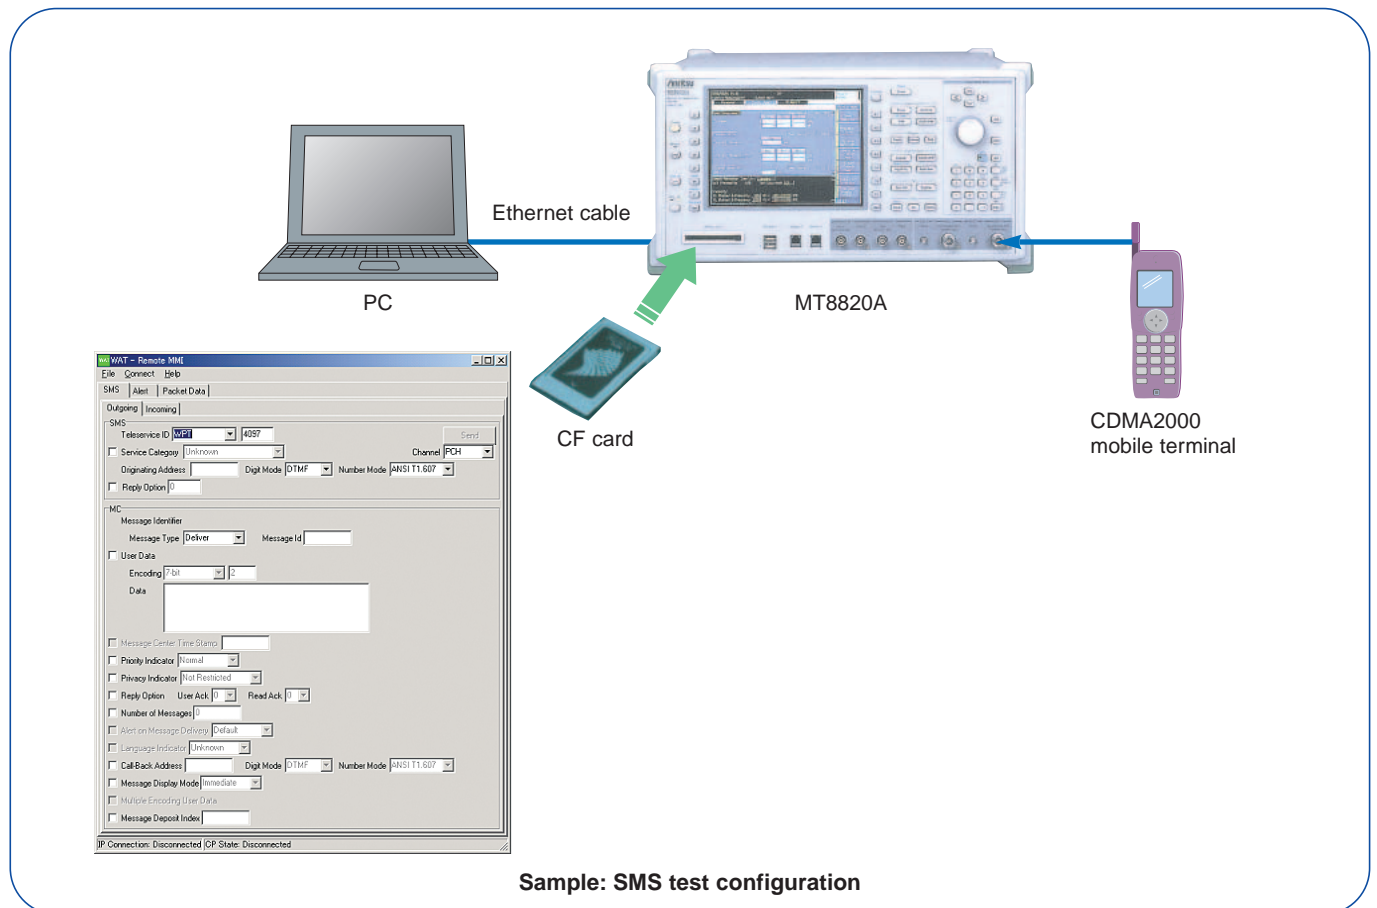 Anritsu
Ethernet cable
PC
MT8820A
CF card
CDMA2000
mobile terminal
WAT - Remote MMI
File Connect Help
SMS Alert Packet Data
Outgoing Incoming
SMS
Teleservice ID WPT 4097 Send
Service Category Unknown Channel PCH
Originating Address Digit Mode DTMF Number Mode ANSI T1.607
Reply Option 0
MC
Message Identifier
Message Type Deliver Message Id
User Data
Encoding 7-bit 2
Data
Message Center Time Stamp
Priority Indicator Normal
Privacy Indicator Not Restricted
Reply Option User Ack 0 Read Ack 0
Number of Messages 0
Alert on Message Delivery Default
Language Indicator Unknown
Call-Back Address Digit Mode DTMF Number Mode ANSI T1.607
Message Display Mode Immediate
Multiple Encoding User Data
Message Deposit Index
IP Connection: Disconnected CP State: Disconnected
Sample: SMS test configuration